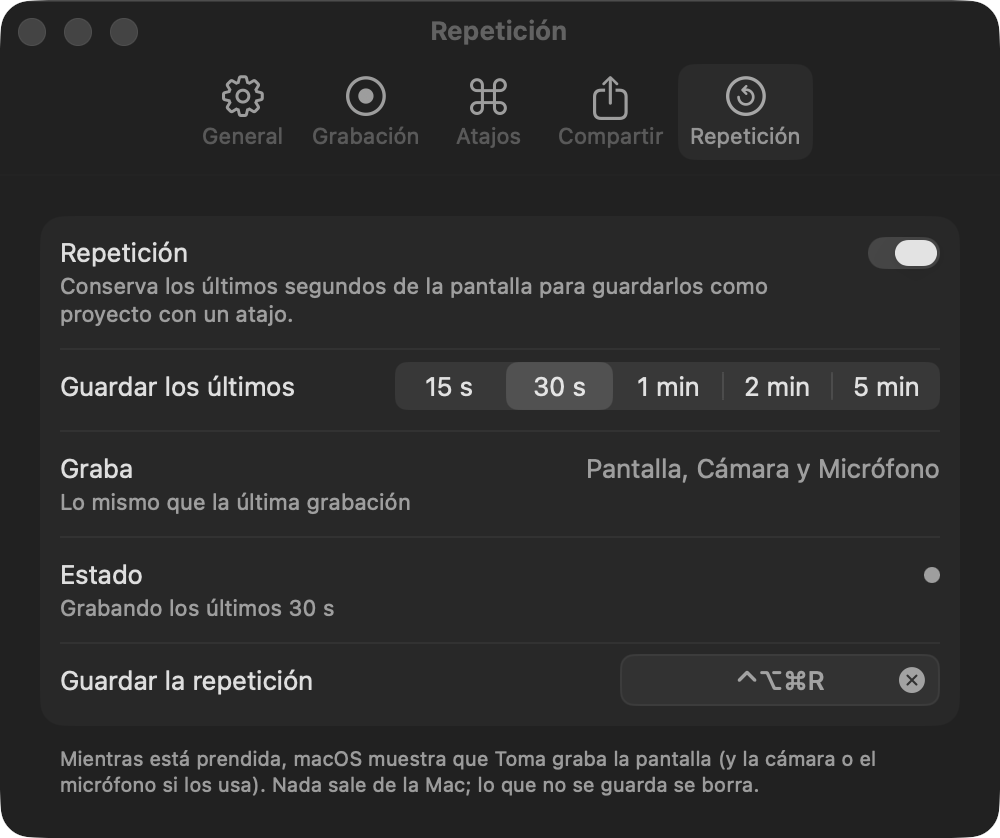 Repetición
General
Grabación
Atajos
Compartir
Repetición
Repetición
Conserva los últimos segundos de la pantalla para guardarlos como
proyecto con un atajo.
Guardar los últimos
15 s
30 s
1 min
2 min
5 min
Graba
Pantalla, Cámara y Micrófono
Lo mismo que la última grabación
Estado
Grabando los últimos 30 s
Guardar la repetición
^⌥⌘R
Mientras está prendida, macOS muestra que Toma graba la pantalla (y la cámara o el
micrófono si los usa). Nada sale de la Mac; lo que no se guarda se borra.